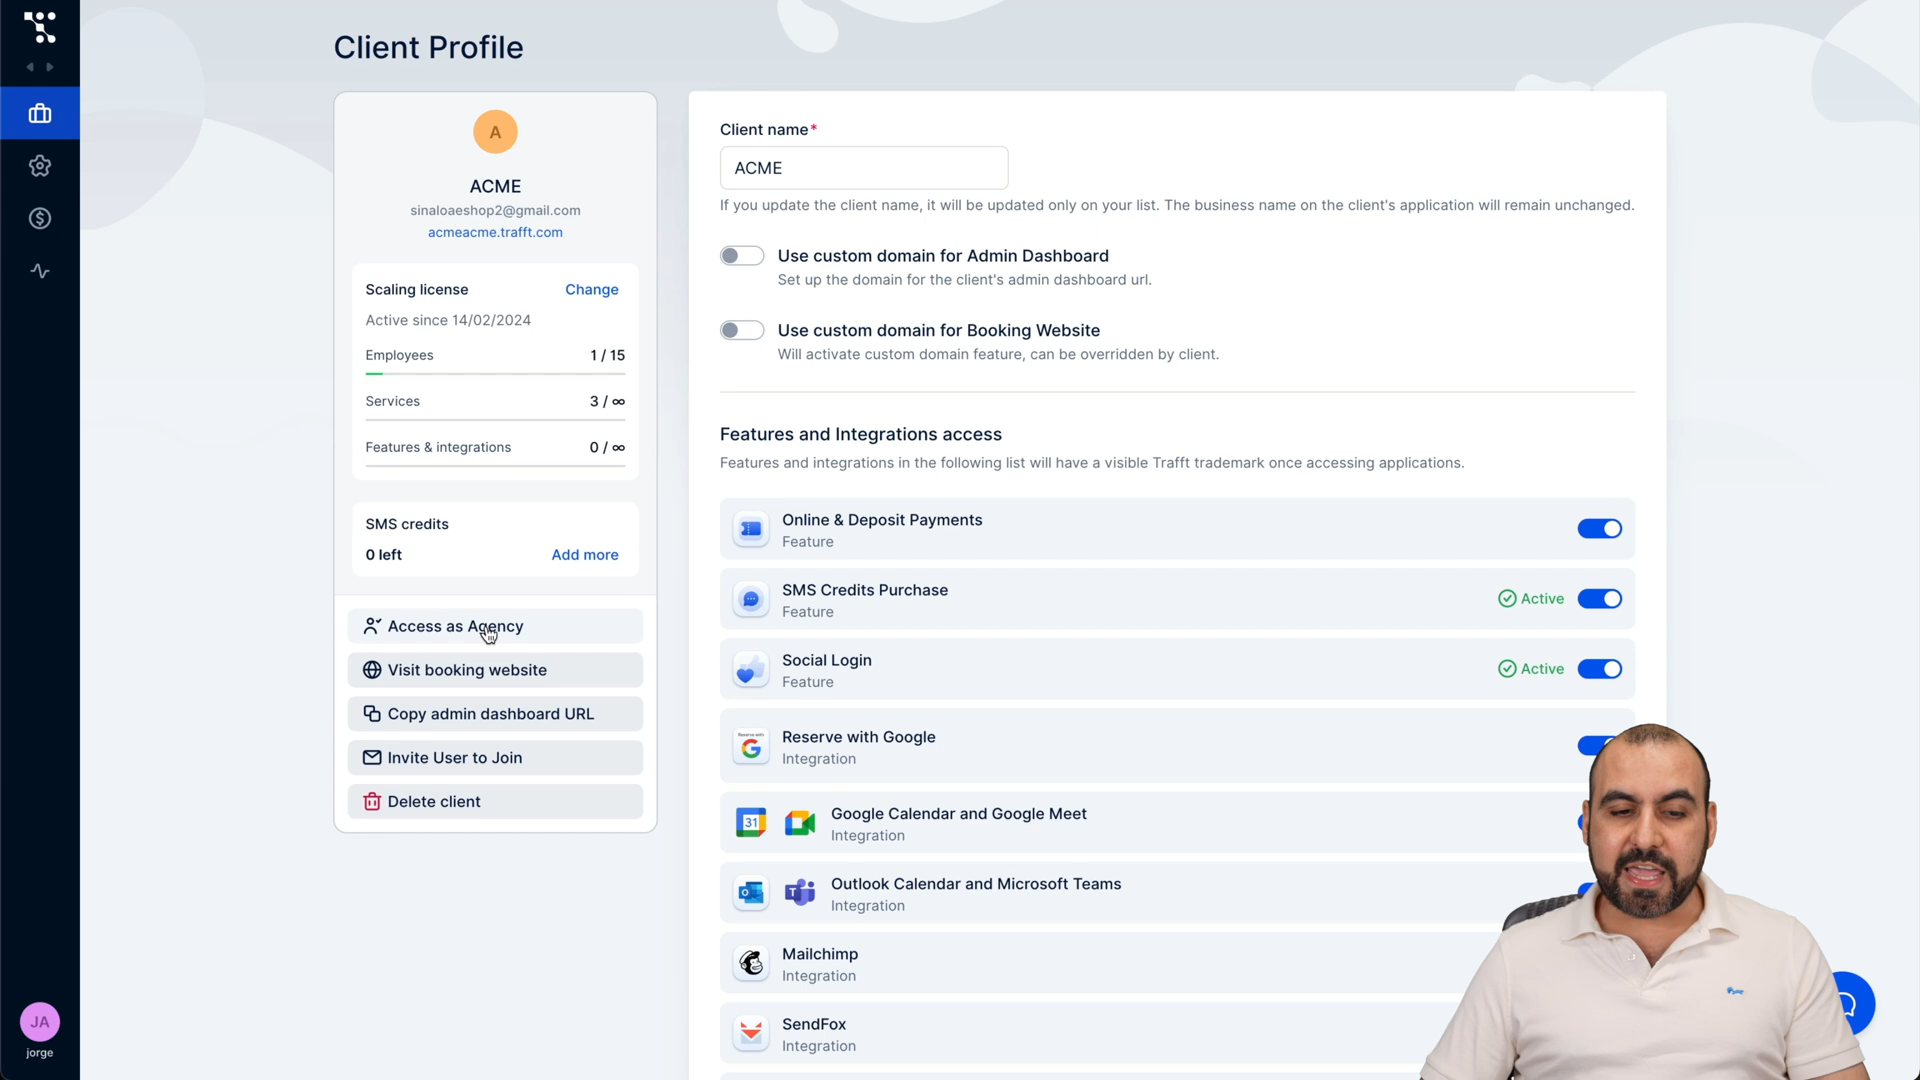 Client Profile
A
ACME
sinaloaeshop2@gmail.com
acmeacme.trafft.com
Scaling license
Change
Active since 14/02/2024
Employees
1 / 15
Services
3 / ∞
Features & integrations
0 / ∞
SMS credits
0 left
Add more
Access as Agency
Visit booking website
Copy admin dashboard URL
Invite User to Join
Delete client
Client name*
ACME
If you update the client name, it will be updated only on your list. The business name on the client's application will remain unchanged.
Use custom domain for Admin Dashboard
Set up the domain for the client's admin dashboard url.
Use custom domain for Booking Website
Will activate custom domain feature, can be overridden by client.
Features and Integrations access
Features and integrations in the following list will have a visible Trafft trademark once accessing applications.
Online & Deposit Payments
Feature
SMS Credits Purchase
Feature
Active
Social Login
Feature
Active
Reserve with Google
Integration
31
Google Calendar and Google Meet
Integration
Outlook Calendar and Microsoft Teams
Integration
Mailchimp
Integration
SendFox
Integration
JA
jorge